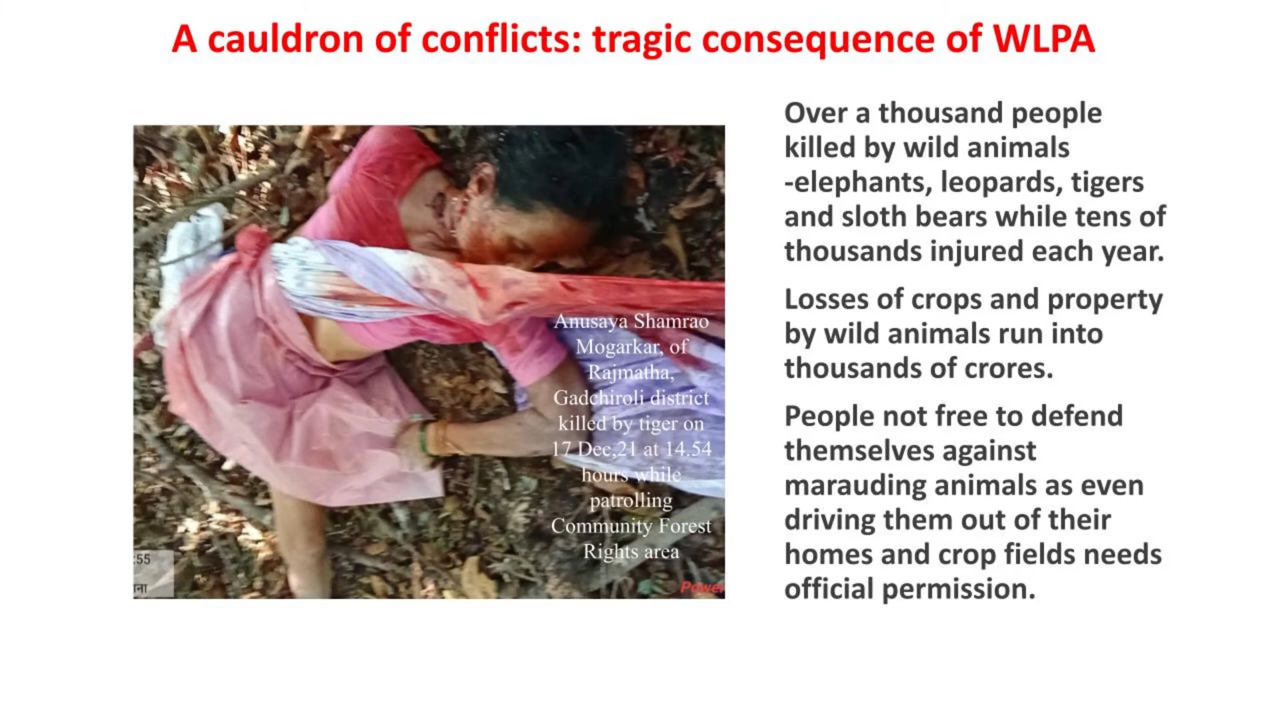 A cauldron of conflicts: tragic consequence of WLPA
Over a thousand people
killed by wild animals
-elephants, leopards, tigers
and sloth bears while tens of
thousands injured each year.
Losses of crops and property
by wild animals run into
thousands of crores.
People not free to defend
themselves against
marauding animals as even
driving them out of their
homes and crop fields needs
official permission.
Anusaya Shamrao
Mogarkar, of
Rajmatha,
Gadchiroli district
killed by tiger on
17 Dec,21 at 14.54
hours while
patrolling
Community Forest
Rights area
:55
Power